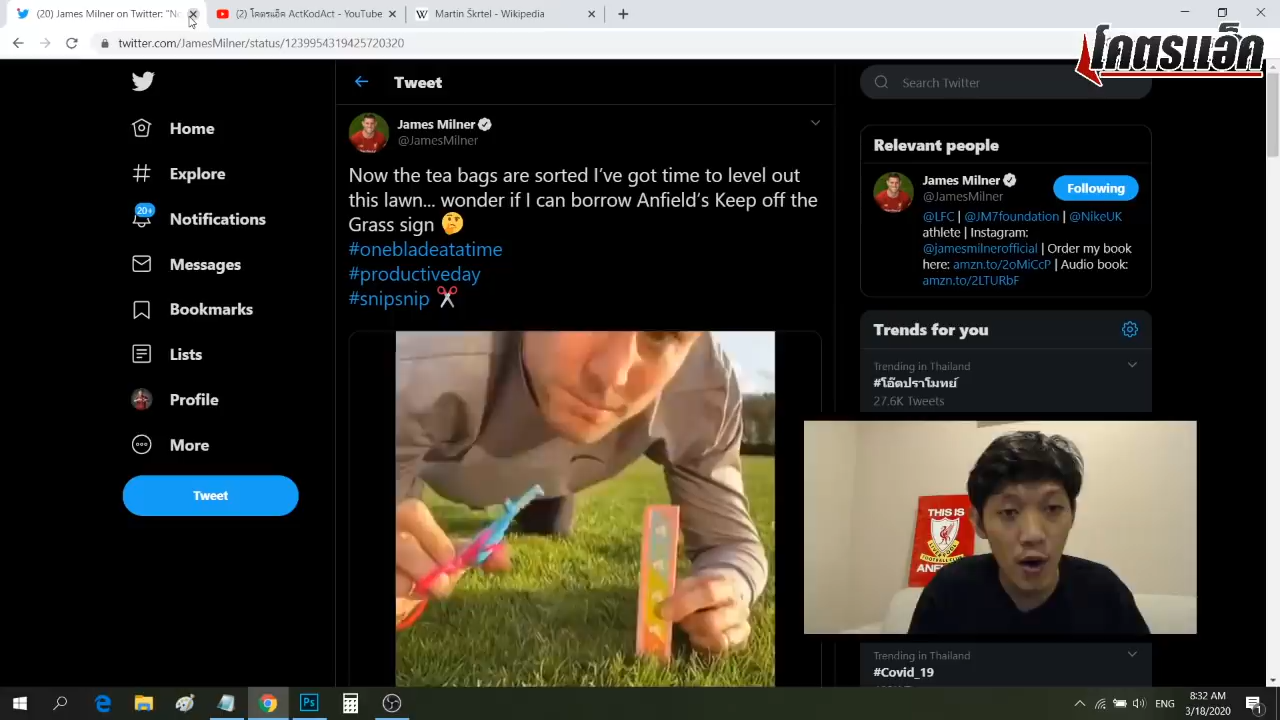 (20) James Milner on Twitter: "No
(2) โคตรแอ็ค ActKodAct - YouTube
Martin Škrtel - Wikipedia
twitter.com/JamesMilner/status/1239954319425720320
โคตรแอ็ค
Home
Explore
20+
Notifications
Messages
Bookmarks
Lists
Profile
More
Tweet
Tweet
James Milner
@JamesMilner
Now the tea bags are sorted I've got time to level out
this lawn... wonder if I can borrow Anfield's Keep off the
Grass sign 🤔
#onebladeatatime
#productiveday
#snipsnip ✂️
Search Twitter
Relevant people
James Milner
@JamesMilner
Following
@LFC | @JM7foundation | @NikeUK
athlete | Instagram:
@jamesmilnerofficial | Order my book
here: amzn.to/2oMiCcP | Audio book:
amzn.to/2LTURbF
Trends for you
Trending in Thailand
#โอ๊ตปราโมทย์
27.6K Tweets
THIS IS
Trending in Thailand
#Covid_19
ENG
8:32 AM
3/18/2020